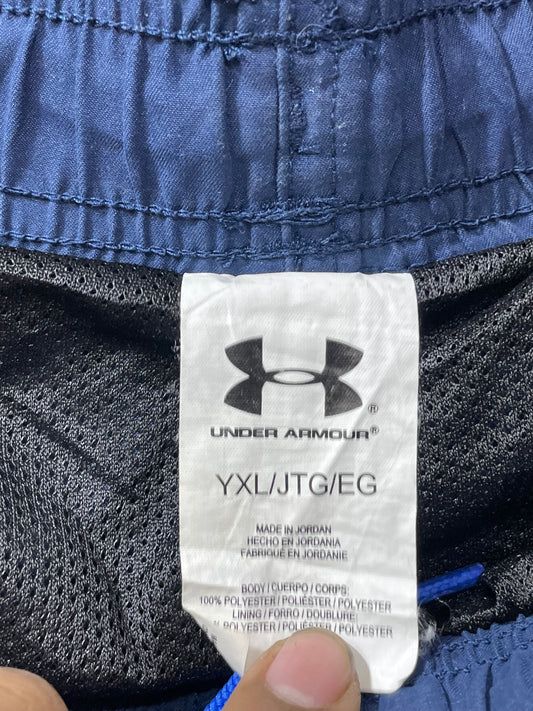 UNDER ARMOUR®
YXL/JTG/EG
MADE IN JORDAN
HECHO EN JORDANIA
FABRIQUÉ EN JORDANIE
BODY / CUERPO / CORPS:
100% POLYESTER / POLIÉSTER / POLYESTER
LINING / FORRO / DOUBLURE:
% POLYESTER / POLIÉSTER / POLYESTER